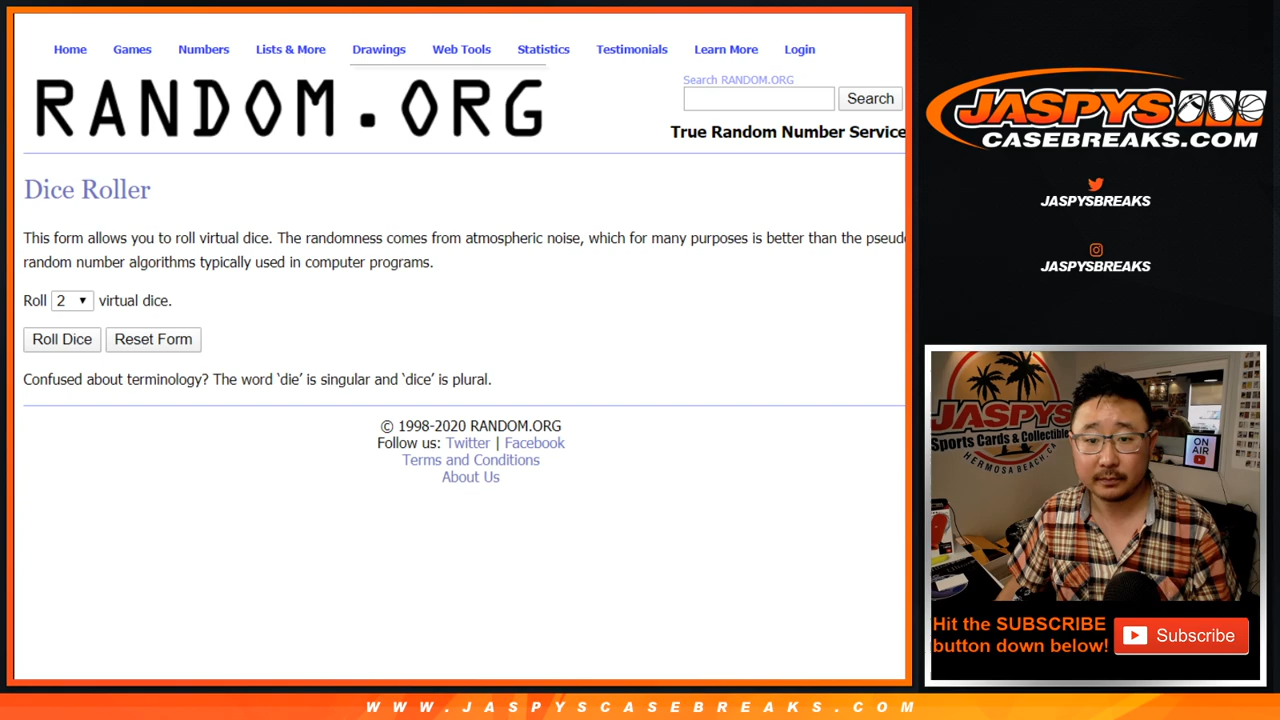 Home Games Numbers Lists & More Drawings Web Tools Statistics Testimonials Learn More Login
RANDOM.ORG
Search RANDOM.ORG
Search
True Random Number Service
Dice Roller
This form allows you to roll virtual dice. The randomness comes from atmospheric noise, which for many purposes is better than the pseudo
random number algorithms typically used in computer programs.
Roll 2 virtual dice.
Roll Dice Reset Form
Confused about terminology? The word ‘die’ is singular and ‘dice’ is plural.
© 1998-2020 RANDOM.ORG
Follow us: Twitter | Facebook
Terms and Conditions
About Us
JASPYS
CASEBREAKS.COM
JASPYSBREAKS
JASPYSBREAKS
JASPYS
Sports Cards & Collectible
HERMOSA BEACH, CA
ON
AIR
Hit the SUBSCRIBE
button down below!
Subscribe
WWW.JASPYSCASEBREAKS.COM